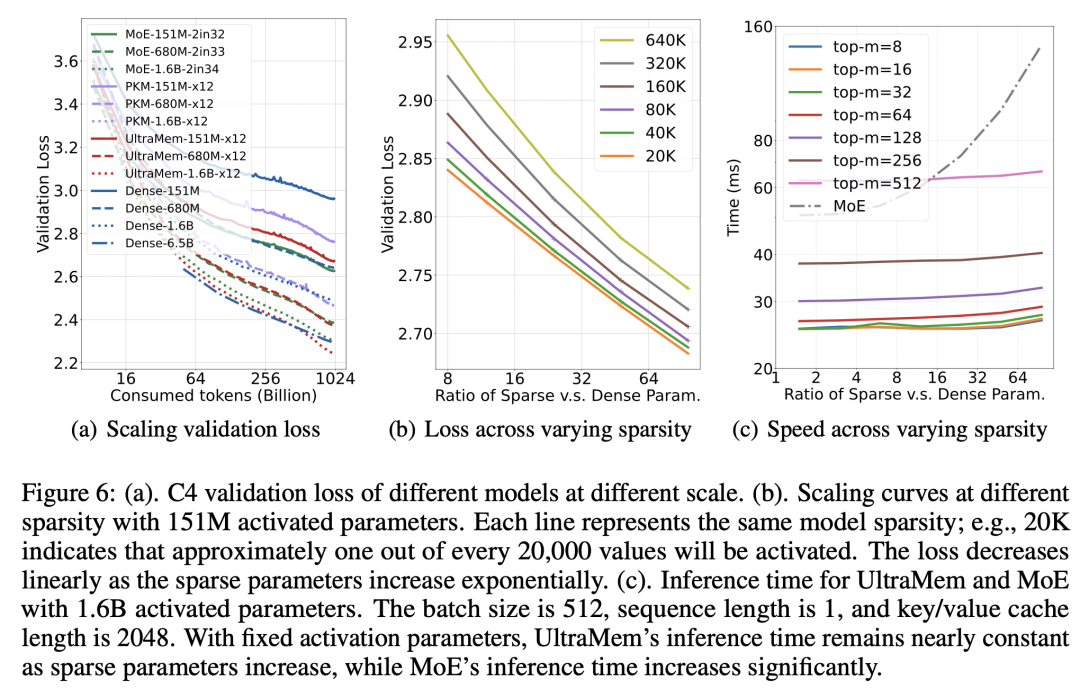 3.6
3.4
3.2
3.0
2.8
2.6
2.4
2.2
Validation Loss
MoE-151M-2in32
MoE-680M-2in33
MoE-1.6B-2in34
PKM-151M-x12
PKM-680M-x12
PKM-1.6B-x12
UltraMem-151M-x12
UltraMem-680M-x12
UltraMem-1.6B-x12
Dense-151M
Dense-680M
Dense-1.6B
Dense-6.5B
16 64 256 1024
Consumed tokens (Billion)
(a) Scaling validation loss
2.95
2.90
2.85
2.80
2.75
2.70
Validation Loss
640K
320K
160K
80K
40K
20K
8 16 32 64
Ratio of Sparse v.s. Dense Param.
(b) Loss across varying sparsity
160
80
60
40
30
20
Time (ms)
top-m=8
top-m=16
top-m=32
top-m=64
top-m=128
top-m=256
top-m=512
MoE
1 2 4 8 16 32 64
Ratio of Sparse v.s. Dense Param.
(c) Speed across varying sparsity
Figure 6: (a). C4 validation loss of different models at different scale. (b). Scaling curves at different
sparsity with 151M activated parameters. Each line represents the same model sparsity; e.g., 20K
indicates that approximately one out of every 20,000 values will be activated. The loss decreases
linearly as the sparse parameters increase exponentially. (c). Inference time for UltraMem and MoE
with 1.6B activated parameters. The batch size is 512, sequence length is 1, and key/value cache
length is 2048. With fixed activation parameters, UltraMem's inference time remains nearly constant
as sparse parameters increase, while MoE's inference time increases significantly.